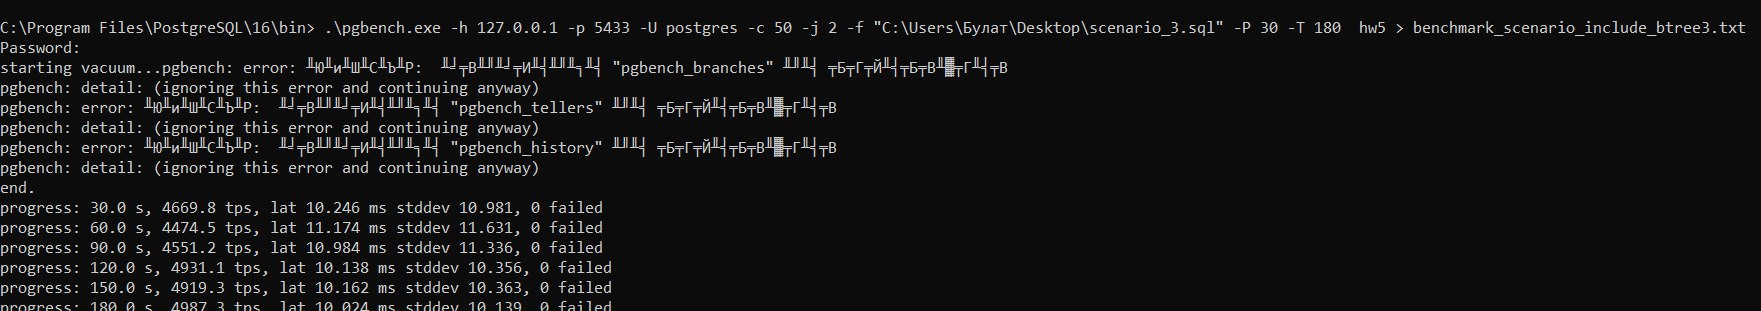 C:\Program Files\PostgreSQL\16\bin> .\pgbench.exe -h 127.0.0.1 -p 5433 -U postgres -c 50 -j 2 -f "C:\Users\Булат\Desktop\scenario_3.sql" -P 30 -T 180  hw5 > benchmark_scenario_include_btree3.txt
Password:
starting vacuum...pgbench: error: "pgbench_branches"
pgbench: detail: (ignoring this error and continuing anyway)
pgbench: error: "pgbench_tellers"
pgbench: detail: (ignoring this error and continuing anyway)
pgbench: error: "pgbench_history"
pgbench: detail: (ignoring this error and continuing anyway)
end.
progress: 30.0 s, 4669.8 tps, lat 10.246 ms stddev 10.981, 0 failed
progress: 60.0 s, 4474.5 tps, lat 11.174 ms stddev 11.631, 0 failed
progress: 90.0 s, 4551.2 tps, lat 10.984 ms stddev 11.336, 0 failed
progress: 120.0 s, 4931.1 tps, lat 10.138 ms stddev 10.356, 0 failed
progress: 150.0 s, 4919.3 tps, lat 10.162 ms stddev 10.363, 0 failed
progress: 180.0 s, 4987.3 tps, lat 10.024 ms stddev 10.139, 0 failed